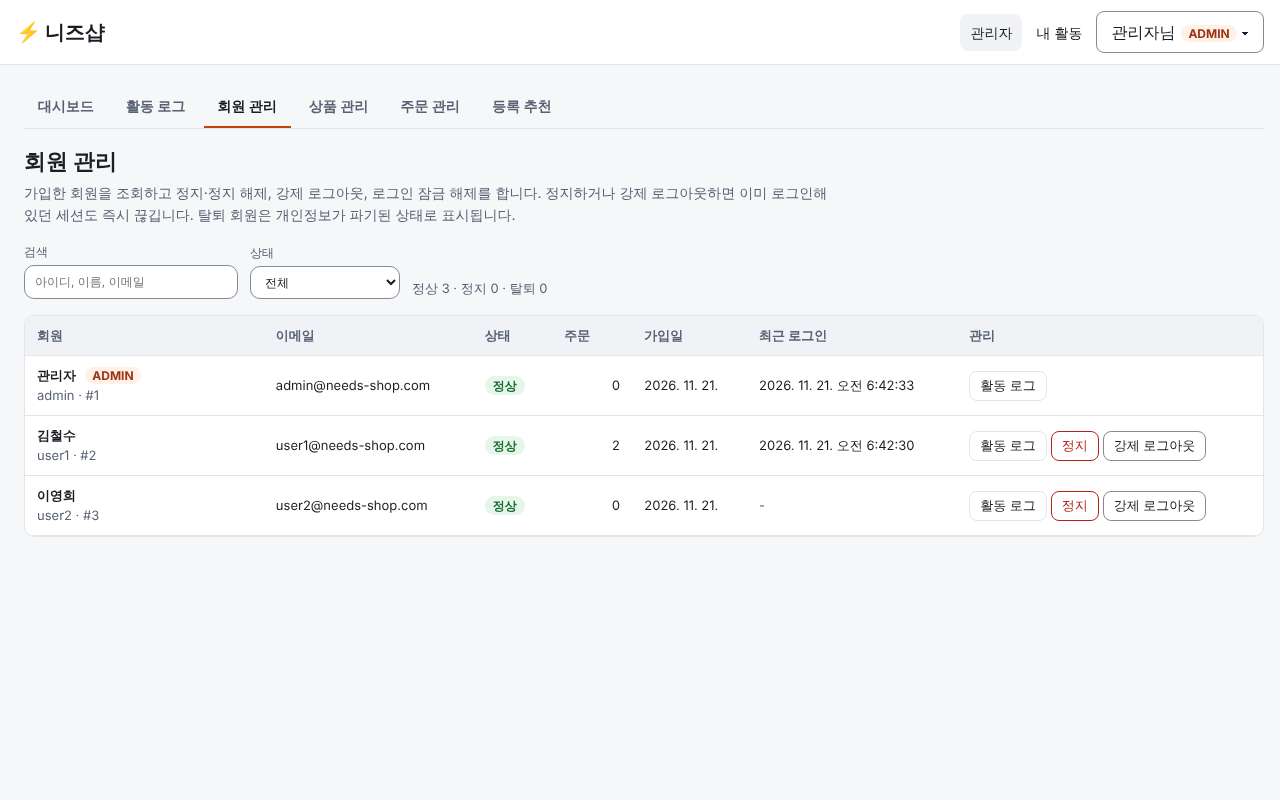 ⚡ 니즈샵
관리자 내 활동 관리자님 ADMIN
대시보드 활동 로그 회원 관리 상품 관리 주문 관리 등록 추천
회원 관리
가입한 회원을 조회하고 정지·정지 해제, 강제 로그아웃, 로그인 잠금 해제를 합니다. 정지하거나 강제 로그아웃하면 이미 로그인해
있던 세션도 즉시 끊깁니다. 탈퇴 회원은 개인정보가 파기된 상태로 표시됩니다.
검색 상태
아이디, 이름, 이메일 전체 정상 3 · 정지 0 · 탈퇴 0
회원 이메일 상태 주문 가입일 최근 로그인 관리
관리자 ADMIN
admin · #1 admin@needs-shop.com 정상 0 2026. 11. 21. 2026. 11. 21. 오전 6:42:33 활동 로그
김철수
user1 · #2 user1@needs-shop.com 정상 2 2026. 11. 21. 2026. 11. 21. 오전 6:42:30 활동 로그 정지 강제 로그아웃
이영희
user2 · #3 user2@needs-shop.com 정상 0 2026. 11. 21. - 활동 로그 정지 강제 로그아웃